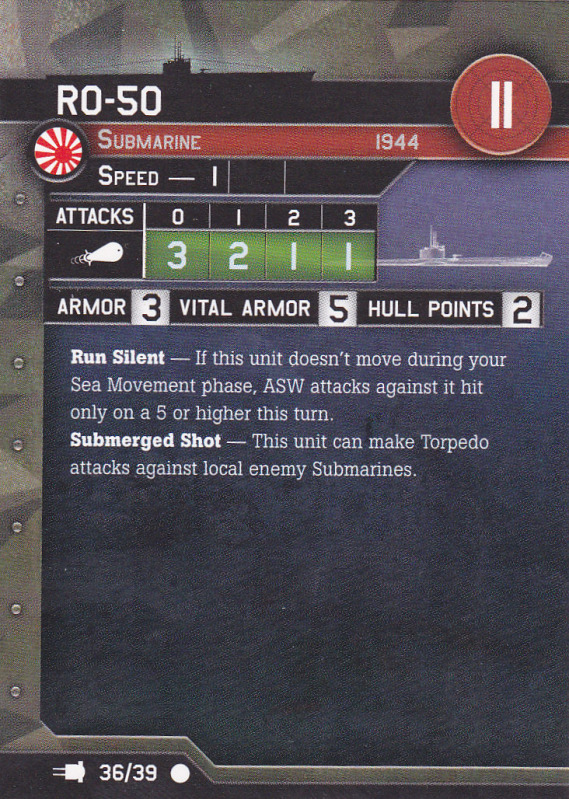 RO-50
11
SUBMARINE 1944
SPEED — 1
ATTACKS 0 1 2 3
3 2 1 1
ARMOR 3 VITAL ARMOR 5 HULL POINTS 2
Run Silent — If this unit doesn't move during your
Sea Movement phase, ASW attacks against it hit
only on a 5 or higher this turn.
Submerged Shot — This unit can make Torpedo
attacks against local enemy Submarines.
36/39